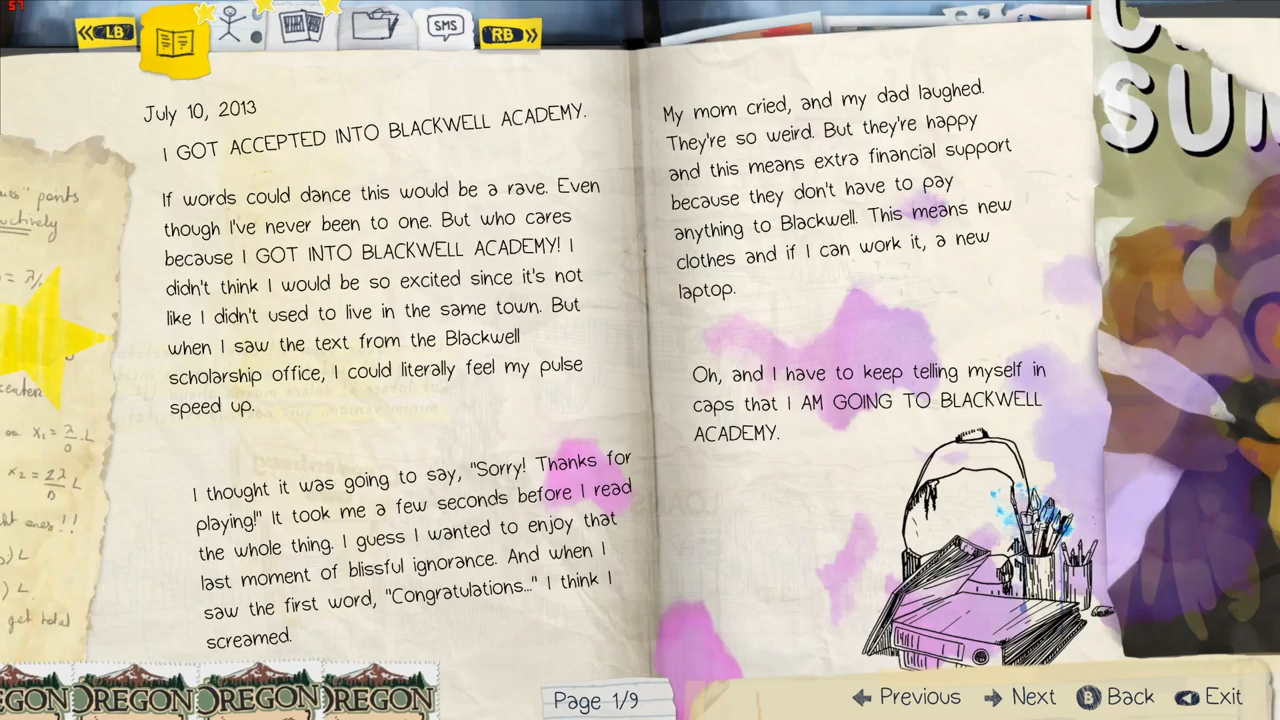 57
LB
SMS
RB
July 10, 2013
I GOT ACCEPTED INTO BLACKWELL ACADEMY.
If words could dance this would be a rave. Even
though I've never been to one. But who cares
because I GOT INTO BLACKWELL ACADEMY! I
didn't think I would be so excited since it's not
like I didn't used to live in the same town. But
when I saw the text from the Blackwell
scholarship office, I could literally feel my pulse
speed up.
I thought it was going to say, "Sorry! Thanks for
playing!" It took me a few seconds before I read
the whole thing. I guess I wanted to enjoy that
last moment of blissful ignorance. And when I
saw the first word, "Congratulations..." I think I
screamed.
My mom cried, and my dad laughed.
They're so weird. But they're happy
and this means extra financial support
because they don't have to pay
anything to Blackwell. This means new
clothes and if I can work it, a new
laptop.
Oh, and I have to keep telling myself in
caps that I AM GOING TO BLACKWELL
ACADEMY.
points
get total
OREGON
OREGON
OREGON
Page 1/9
Previous
Next
B Back
Exit